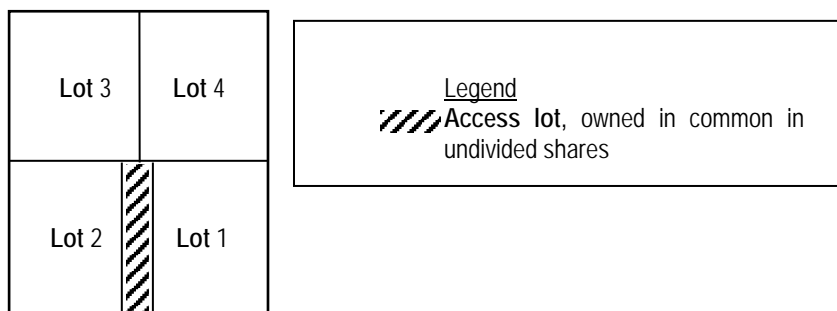 Lot 3
Lot 4
Lot 2
Lot 1
Legend
Access lot, owned in common in
undivided shares